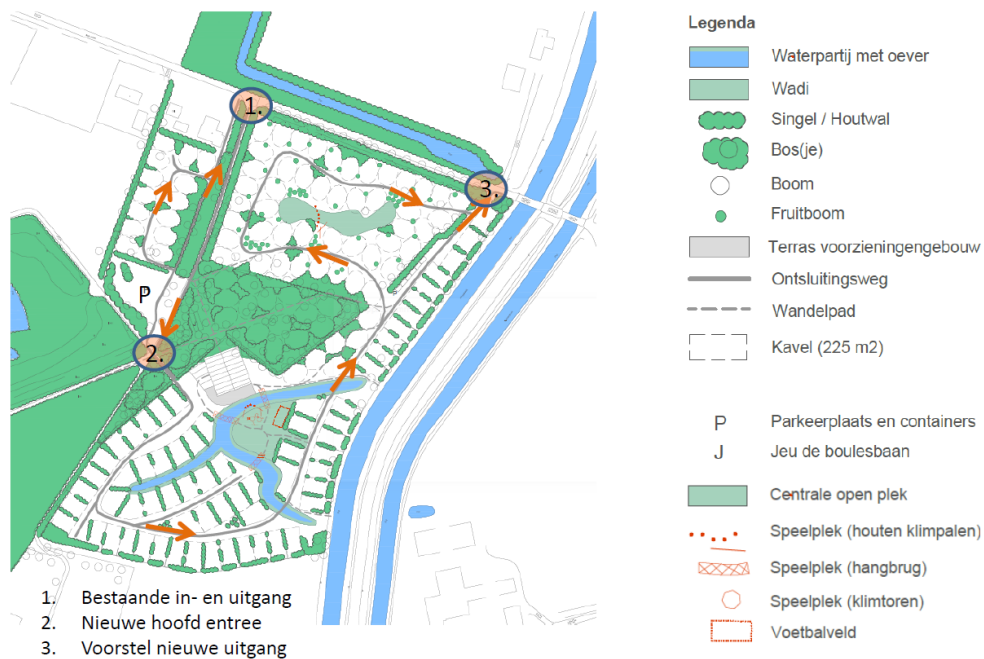 1.
3.
P
2.
1. Bestaande in- en uitgang
2. Nieuwe hoofd entree
3. Voorstel nieuwe uitgang
Legenda
Waterpartij met oever
Wadi
Singel / Houtwal
Bos(je)
Boom
Fruitboom
Terras voorzieningengebouw
Ontsluitingsweg
Wandelpad
Kavel (225 m2)
P Parkeerplaats en containers
J Jeu de boulesbaan
Centrale open plek
Speelplek (houten klimpalen)
Speelplek (hangbrug)
Speelplek (klimtoren)
Voetbalveld